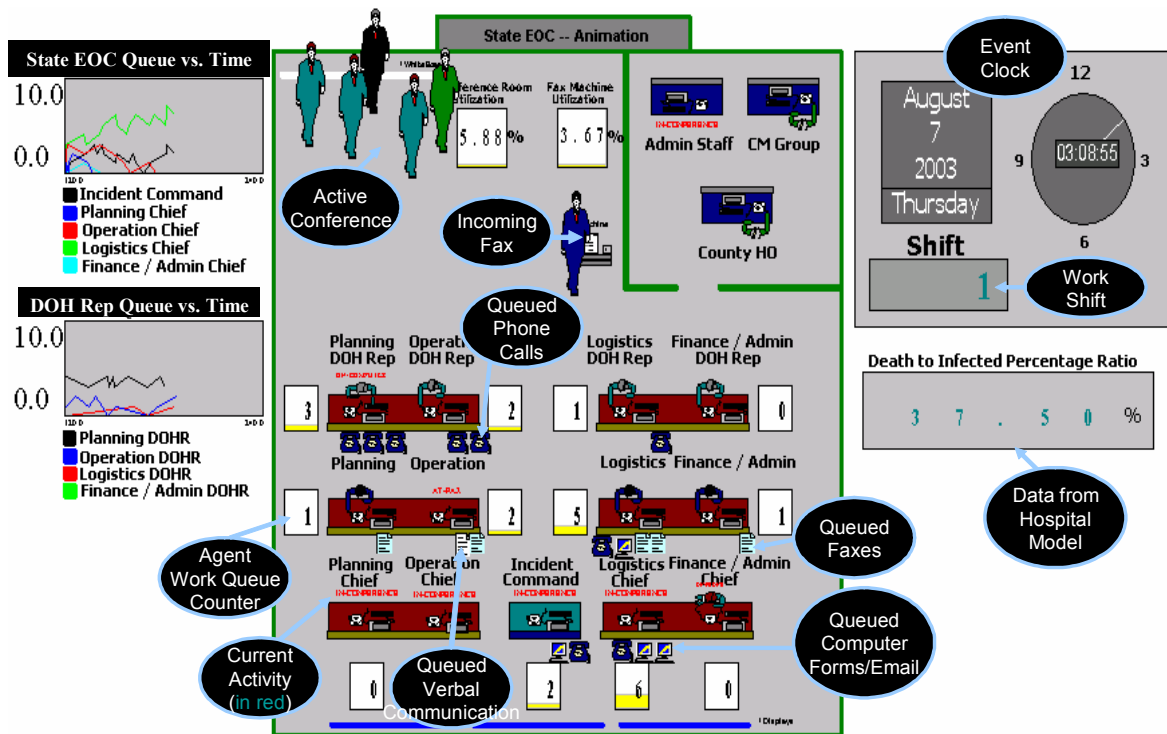 State EOC -- Animation
State EOC Queue vs. Time
10.0
0.0
Incident Command
Planning Chief
Operation Chief
Logistics Chief
Finance / Admin Chief
DOH Rep Queue vs. Time
10.0
0.0
Planning DOHR
Operation DOHR
Logistics DOHR
Finance / Admin DOHR
Utilization
5.88 %
Fax Machine
Utilization
3.67 %
Active
Conference
Incoming
Fax
IN-CONFERENCE
Admin Staff
CM Group
County HO
Event
Clock
August
7
2003
Thursday
12
3
6
9
03:08:55
Shift
1
Work
Shift
Death to Infected Percentage Ratio
37.50 %
Data from
Hospital
Model
Queued
Phone
Calls
Planning
DOH Rep
DOH Rep
Logistics
DOH Rep
Finance / Admin
DOH Rep
3
2
1
0
Planning
Operation
Logistics
Finance / Admin
AT-FAX
1
2
5
1
Agent
Work Queue
Counter
Queued
Faxes
Planning
Chief
Operation
Chief
Incident
Command
Logistics
Chief
Finance / Admin
Chief
IN-CONFERENCE
IN-CONFERENCE
IN-CONFERENCE
IN-CONFERENCE
Current
Activity
(in red)
Queued
Verbal
Communication
Queued
Computer
Forms/Email
0
2
6
0
Displays